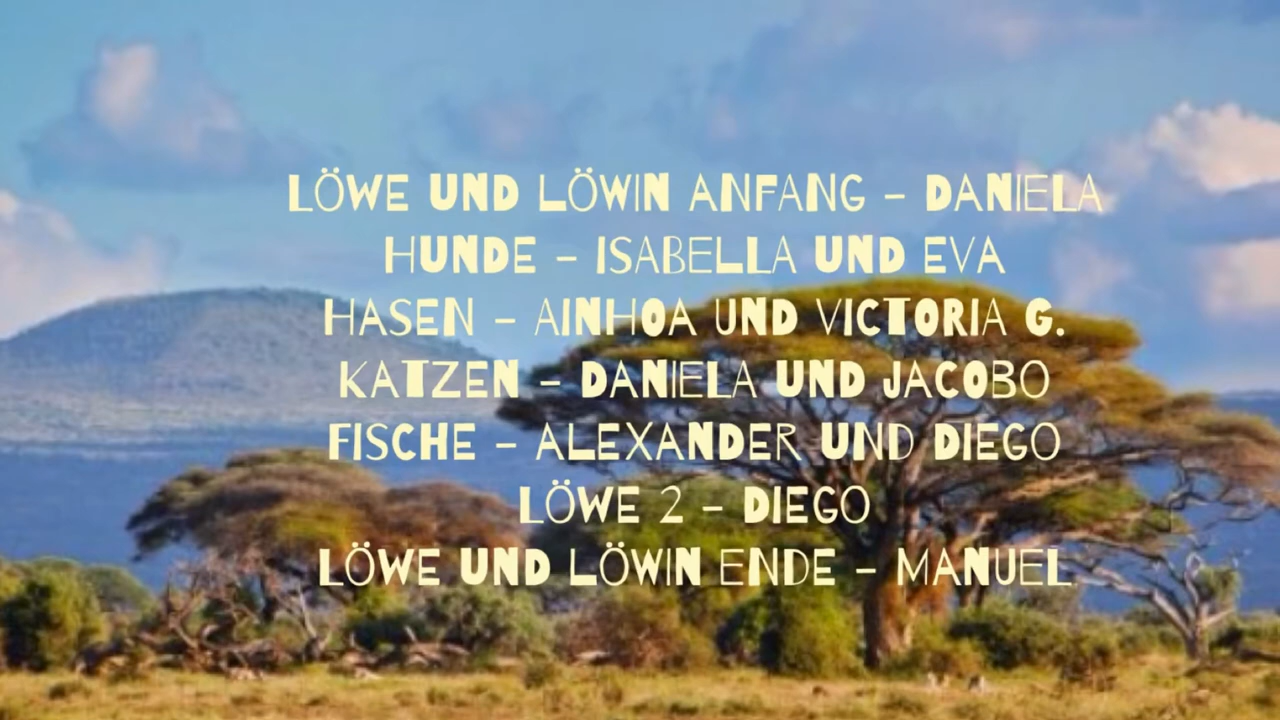 LÖWE UND LÖWIN ANFANG - DANIELA
HUNDE - ISABELLA UND EVA
HASEN - AINHOA UND VICTORIA G.
KATZEN - DANIELA UND JACOBO
FISCHE - ALEXANDER UND DIEGO
LÖWE 2 - DIEGO
LÖWE UND LÖWIN ENDE - MANUEL